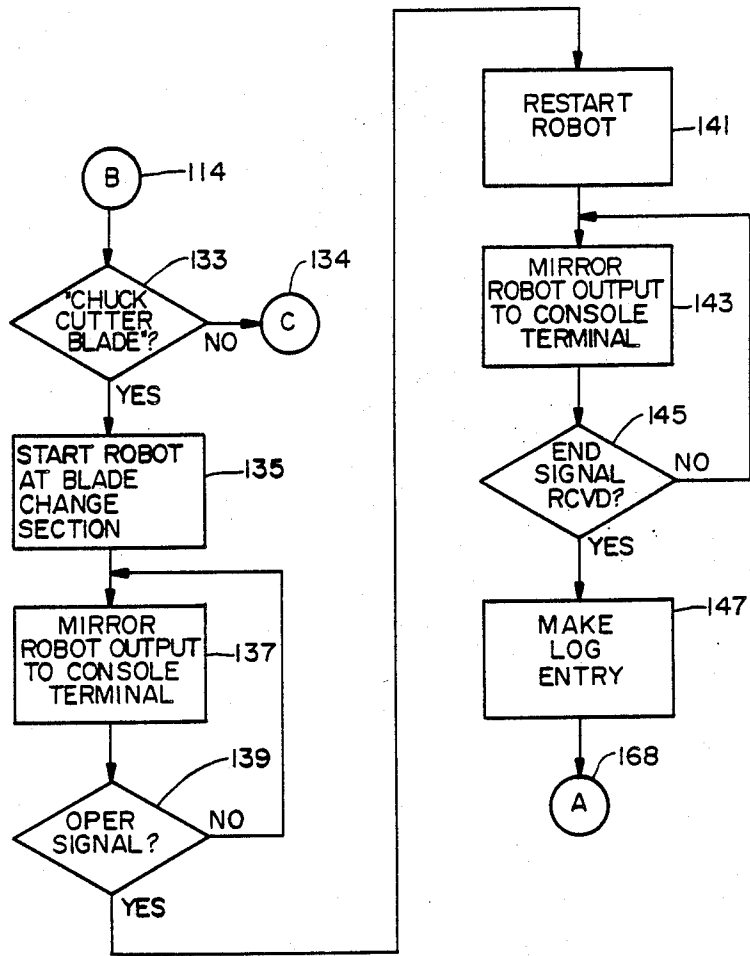 B
114
133
"CHUCK
CUTTER
BLADE"?
NO
134
C
YES
START ROBOT
AT BLADE
CHANGE
SECTION
135
MIRROR
ROBOT OUTPUT
TO CONSOLE
TERMINAL
137
139
OPER
SIGNAL?
NO
YES
RESTART
ROBOT
141
MIRROR
ROBOT OUTPUT
TO CONSOLE
TERMINAL
143
145
END
SIGNAL
RCVD?
NO
YES
MAKE
LOG
ENTRY
147
168
A